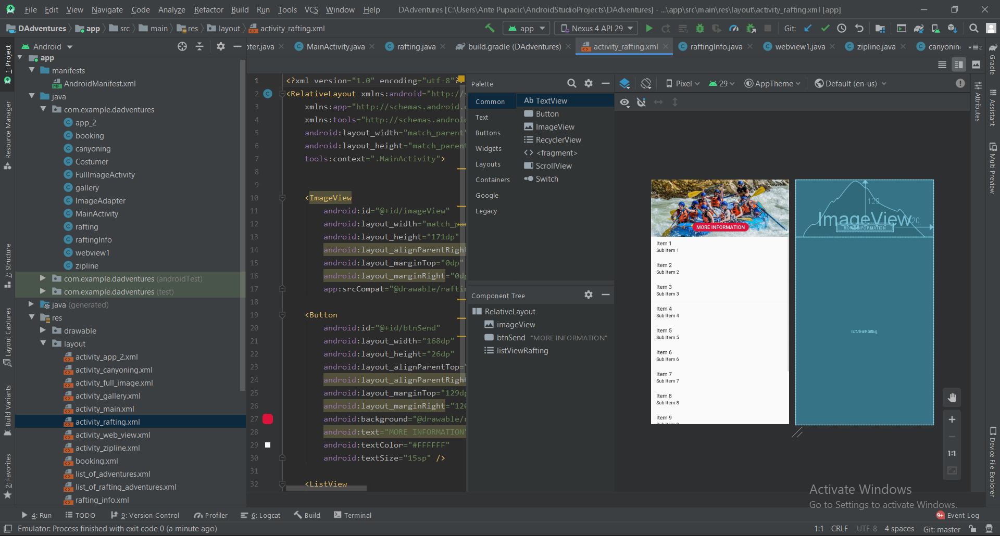 File Edit View Navigate Code Analyze Refactor Build Run Tools VCS Window Help DAdventures [C:\Users\Ante Pupacic\AndroidStudioProjects\DAdventures] - ...\app\src\main\res\layout\activity_rafting.xml [app]
DAdventures app src main res layout activity_rafting.xml app Nexus 4 API 29 Git:
Android
pter.java MainActivity.java rafting.java build.gradle (DAdventures) activity_rafting.xml raftingInfo.java webview1.java zipline.java canyoning 2
1: Project
Resource Manager
7: Structure
Layout Captures
Build Variants
2: Favorites
app
manifests
AndroidManifest.xml
java
com.example.dadventures
app_2
booking
canyoning
Costumer
FullImageActivity
gallery
ImageAdapter
MainActivity
rafting
raftingInfo
webview1
zipline
com.example.dadventures (androidTest)
com.example.dadventures (test)
java (generated)
res
drawable
layout
activity_app_2.xml
activity_canyoning.xml
activity_full_image.xml
activity_gallery.xml
activity_main.xml
activity_rafting.xml
activity_web_view.xml
activity_zipline.xml
booking.xml
list_of_adventures.xml
list_of_rafting_adventures.xml
rafting_info.xml
1 <?xml version="1.0" encoding="utf-8"?>
2 <RelativeLayout xmlns:android="http://s
3 xmlns:app="http://schemas.android.c
4 xmlns:tools="http://schemas.android
5 android:layout_width="match_parent"
6 android:layout_height="match_parent
7 tools:context=".MainActivity">
8
9
10 <ImageView
11 android:id="@+id/imageView"
12 android:layout_width="match_pa
13 android:layout_height="171dp"
14 android:layout_alignParentRight
15 android:layout_marginTop="0dp"
16 android:layout_marginRight="0dp
17 app:srcCompat="@drawable/raftin
18
19 <Button
20 android:id="@+id/btnSend"
21 android:layout_width="168dp"
22 android:layout_height="26dp"
23 android:layout_alignParentTop=
24 android:layout_alignParentRight
25 android:layout_marginTop="129dp
26 android:layout_marginRight="120
27 android:background="@drawable/r
28 android:text="MORE INFORMATION"
29 android:textColor="#FFFFFF"
30 android:textSize="15sp" />
31
32 <ListView
Palette
Common
Text
Buttons
Widgets
Layouts
Containers
Google
Legacy
Ab TextView
Button
ImageView
RecyclerView
<fragment>
ScrollView
Switch
Component Tree
RelativeLayout
imageView
btnSend "MORE INFORMATION"
listViewRafting
Pixel 29 AppTheme Default (en-us)
MORE INFORMATION
Item 1
Sub Item 1
Item 2
Sub Item 2
Item 3
Sub Item 3
Item 4
Sub Item 4
Item 5
Sub Item 5
Item 6
Sub Item 6
Item 7
Sub Item 7
Item 8
Sub Item 8
Item 9
129
ImageView
120
MORE INFORMATION
listViewRafting
1:1
Attributes
Gradle
Assistant
Multi Preview
Device File Explorer
Activate Windows
Go to Settings to activate Windows.
4: Run TODO 9: Version Control Profiler 6: Logcat Build Terminal 9+ Event Log
Emulator: Process finished with exit code 0 (a minute ago) 1:1 CRLF UTF-8 4 spaces Git: master